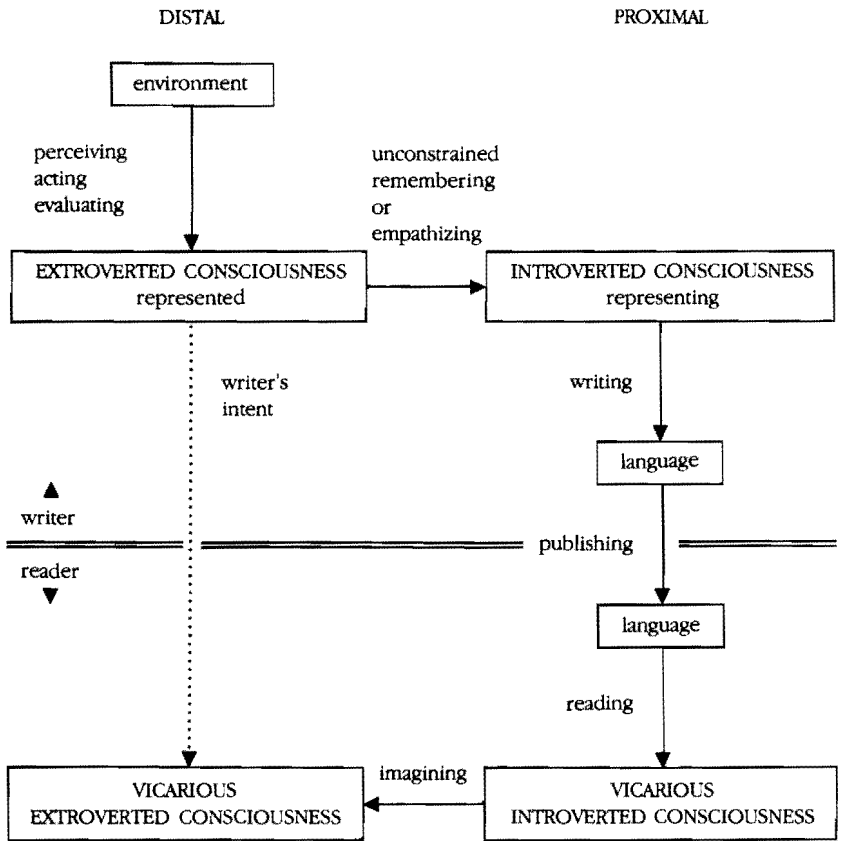 DISTAL
PROXIMAL
environment
perceiving
acting
evaluating
unconstrained
remembering
or
empathizing
EXTROVERTED CONSCIOUSNESS
represented
INTROVERTED CONSCIOUSNESS
representing
writer's
intent
writing
language
writer
publishing
reader
language
reading
imagining
VICARIOUS
EXTROVERTED CONSCIOUSNESS
VICARIOUS
INTROVERTED CONSCIOUSNESS